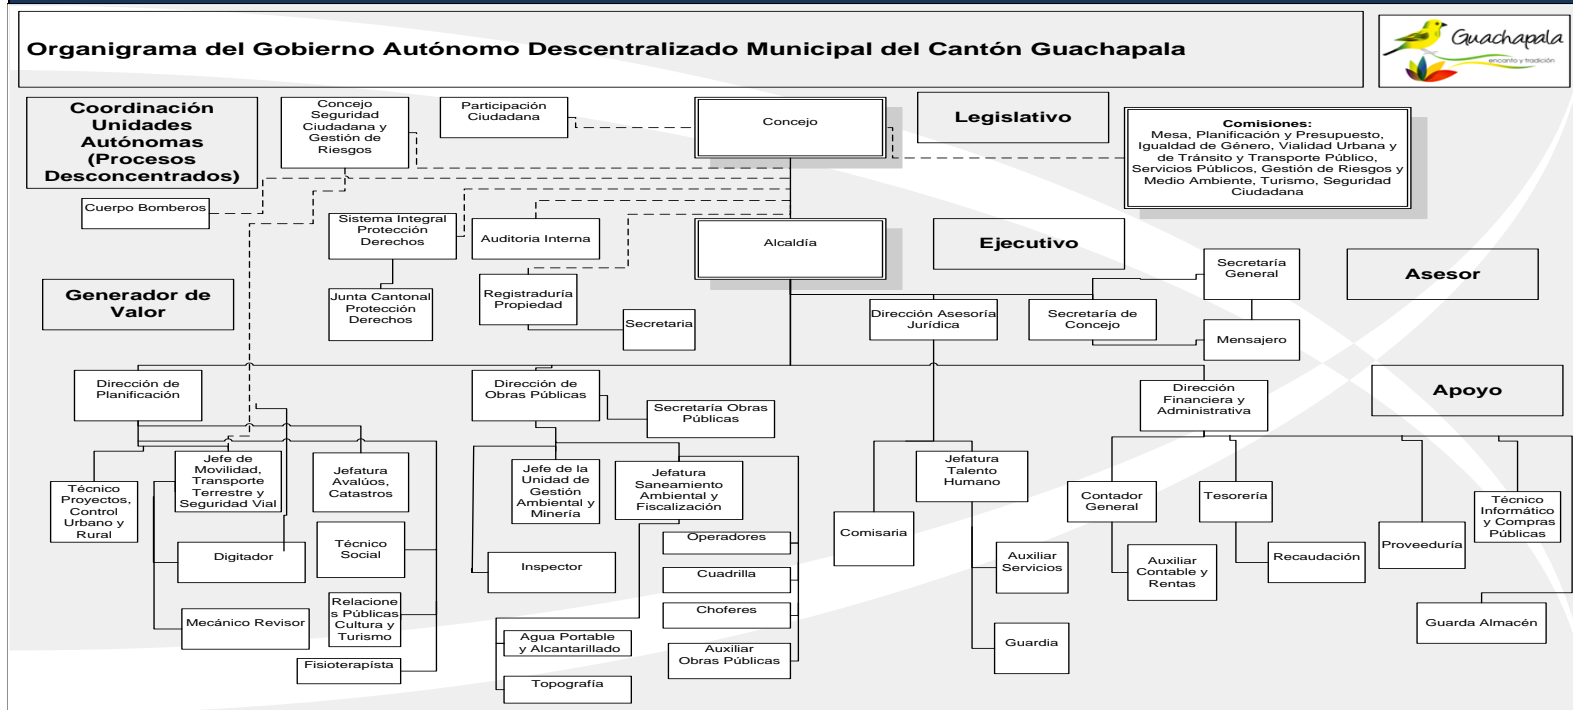 Organigrama del Gobierno Autónomo Descentralizado Municipal del Cantón Guachapala
Guachapala
encanto y tradición
Coordinación
Unidades
Autónomas
(Procesos
Desconcentrados)
Concejo
Seguridad
Ciudadana y
Gestión de
Riesgos
Participación
Ciudadana
Concejo
Legislativo
Comisiones:
Mesa, Planificación y Presupuesto,
Igualdad de Género, Vialidad Urbana y
de Tránsito y Transporte Público,
Servicios Públicos, Gestión de Riesgos y
Medio Ambiente, Turismo, Seguridad
Ciudadana
Cuerpo Bomberos
Sistema Integral
Protección
Derechos
Auditoria Interna
Alcaldía
Ejecutivo
Secretaría
General
Asesor
Generador de
Valor
Junta Cantonal
Protección
Derechos
Registraduría
Propiedad
Secretaria
Dirección Asesoría
Jurídica
Secretaría de
Concejo
Mensajero
Dirección de
Planificación
Dirección de
Obras Públicas
Secretaría Obras
Públicas
Dirección
Financiera y
Administrativa
Apoyo
Técnico
Proyectos,
Control
Urbano y
Rural
Jefe de
Movilidad,
Transporte
Terrestre y
Seguridad Vial
Jefatura
Avalúos,
Catastros
Jefe de la
Unidad de
Gestión
Ambiental y
Minería
Jefatura
Saneamiento
Ambiental y
Fiscalización
Comisaria
Jefatura
Talento
Humano
Contador
General
Tesorería
Proveeduría
Técnico
Informático
y Compras
Públicas
Digitador
Técnico
Social
Inspector
Operadores
Cuadrilla
Choferes
Auxiliar
Obras Públicas
Auxiliar
Servicios
Auxiliar
Contable y
Rentas
Recaudación
Mecánico Revisor
Relacione
s Públicas
Cultura y
Turismo
Fisioterapísta
Agua Portable
y Alcantarillado
Topografía
Guardia
Guarda Almacén